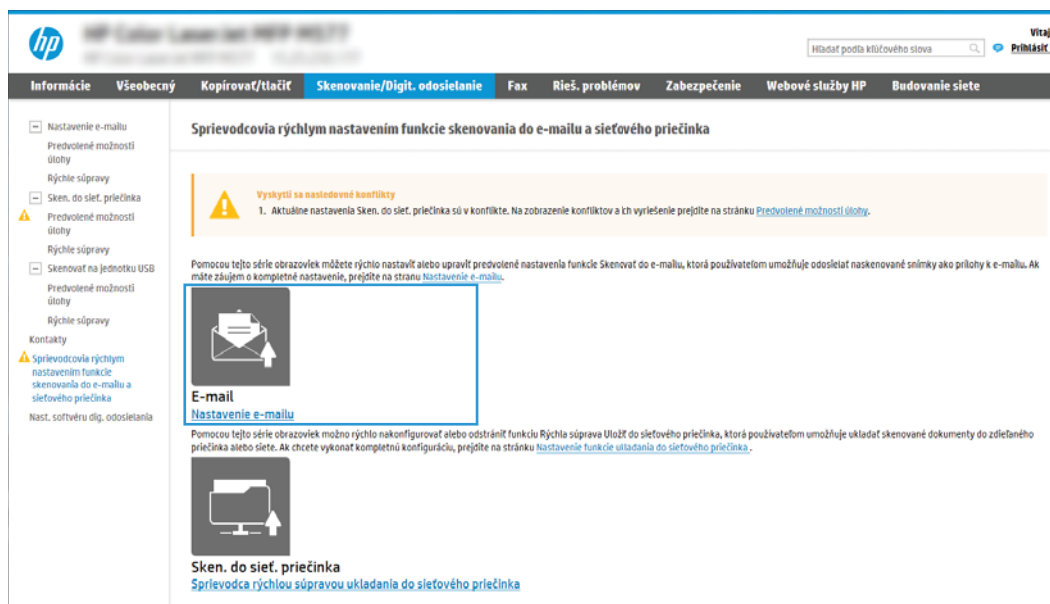 hp
HP Color LaserJet MFP M577
Vitaj
Hľadať podľa kľúčového slova
Prihlásiť
Informácie Všeobecný Kopírovať/tlačiť Skenovanie/Digit. odosielanie Fax Rieš. problémov Zabezpečenie Webové služby HP Budovanie siete
Nastavenie e-mailu
Predvolené možnosti
úlohy
Rýchle súpravy
Sken. do sieť. priečinka
Predvolené možnosti
úlohy
Rýchle súpravy
Skenovať na jednotku USB
Predvolené možnosti
úlohy
Rýchle súpravy
Kontakty
Sprievodcovia rýchlym
nastavením funkcie
skenovania do e-mailu a
sieťového priečinka
Nast. softvéru dig. odosielania
Sprievodcovia rýchlym nastavením funkcie skenovania do e-mailu a sieťového priečinka
Vyskytli sa nasledovné konflikty
1. Aktuálne nastavenia Sken. do sieť. priečinka sú v konflikte. Na zobrazenie konfliktov a ich vyriešenie prejdite na stránku Predvolené možnosti úlohy.
Pomocou tejto série obrazoviek môžete rýchlo nastaviť alebo upraviť predvolené nastavenia funkcie Skenovať do e-mailu, ktorá používateľom umožňuje odosielať naskenované snímky ako prílohy k e-mailu. Ak
máte záujem o kompletné nastavenie, prejdite na stranu Nastavenie e-mailu.
E-mail
Nastavenie e-mailu
Pomocou tejto série obrazoviek možno rýchlo nakonfigurovať alebo odstrániť funkciu Rýchla súprava Uložiť do sieťového priečinka, ktorá používateľom umožňuje ukladať skenované dokumenty do zdieľaného
priečinka alebo siete. Ak chcete vykonať kompletnú konfiguráciu, prejdite na stránku Nastavenie funkcie ukladania do sieťového priečinka .
Sken. do sieť. priečinka
Sprievodca rýchlou súpravou ukladania do sieťového priečinka